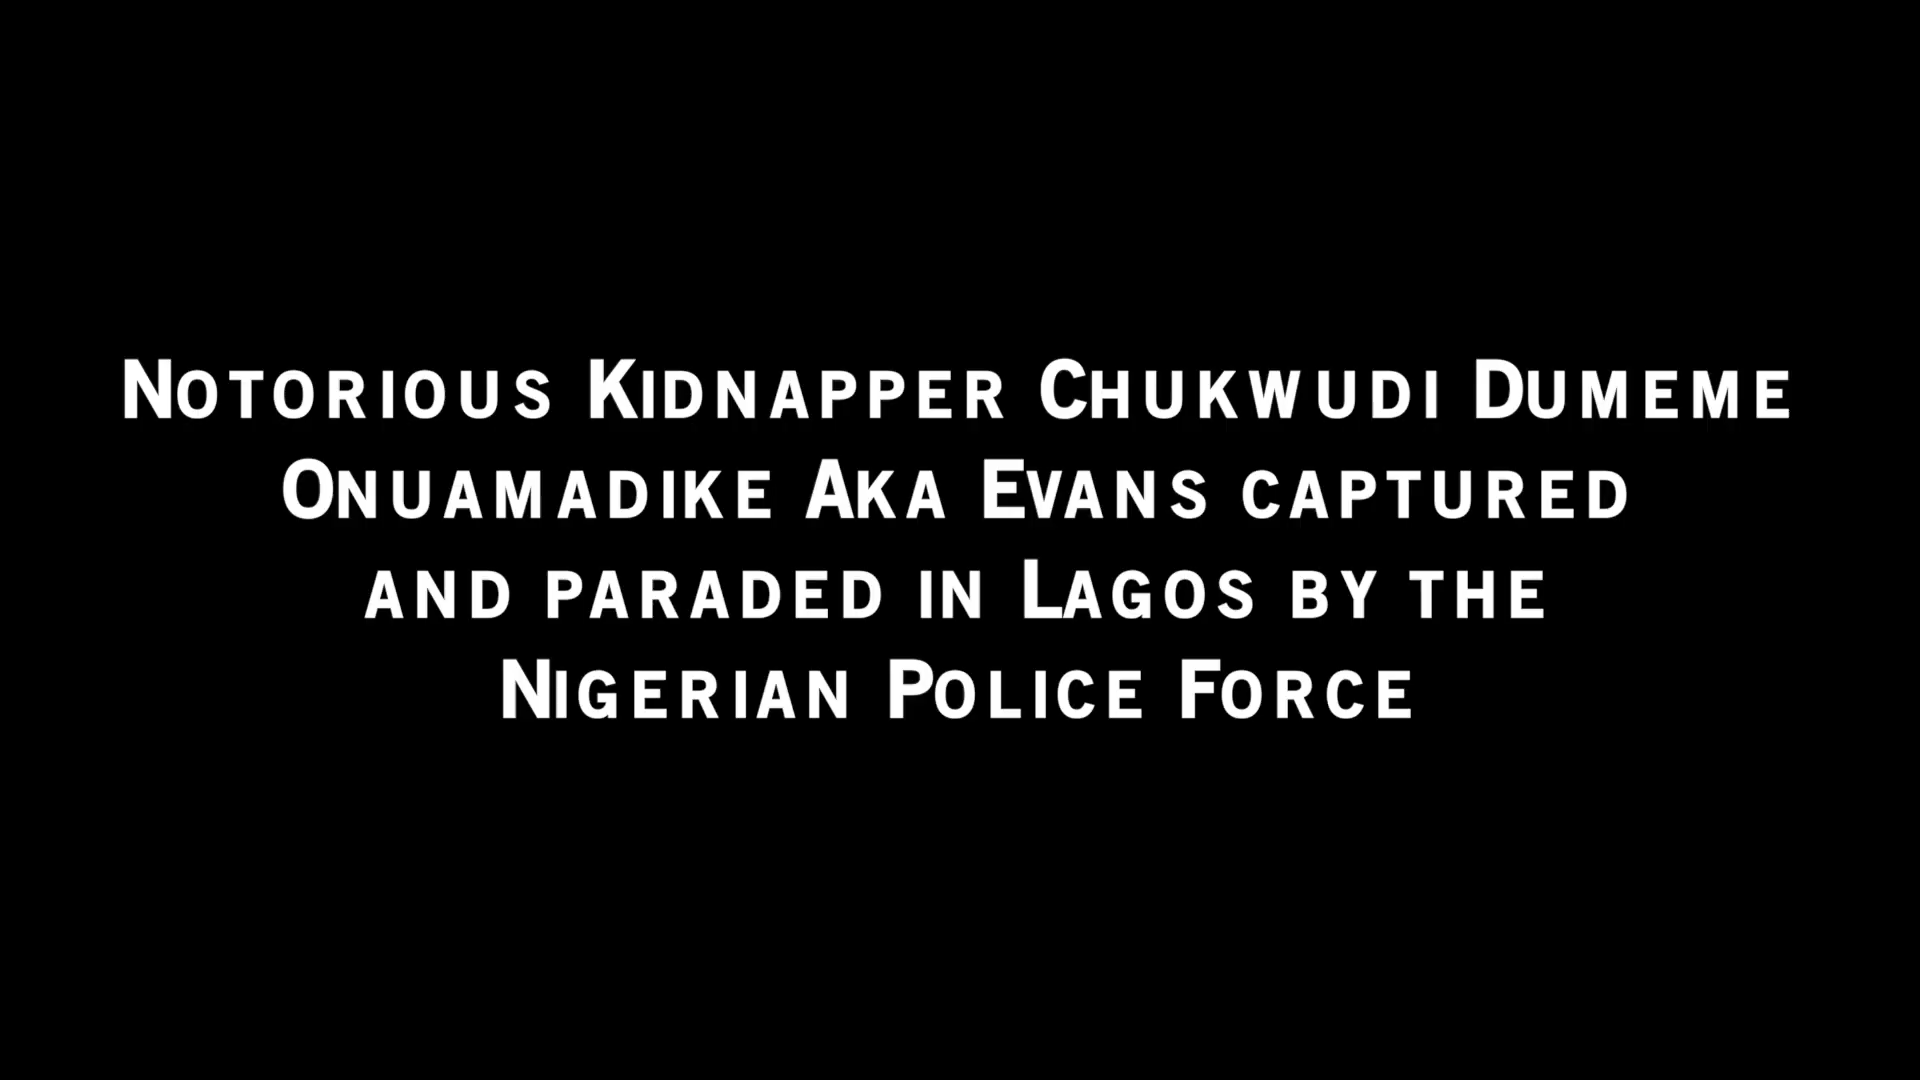 Notorious Kidnapper Chukwudi Dumeme
Onuamadike Aka Evans captured
and paraded in Lagos by the
Nigerian Police Force